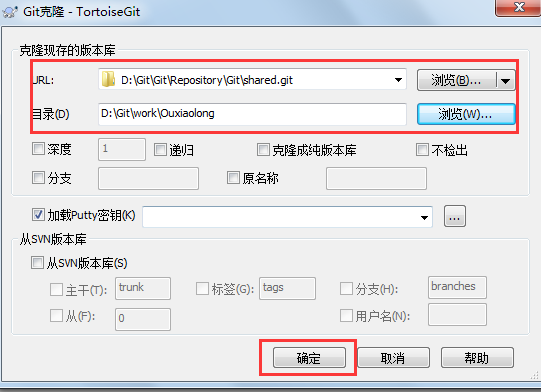 Git克隆 - TortoiseGit
克隆现存的版本库
URL: D:\Git\Git\Repository\Git\shared.git 浏览(B)...
目录(D) D:\Git\work\Ouxiaolong 浏览(W)...
深度 1 递归 克隆成纯版本库 不检出
分支 原名称
加载Putty密钥(K) ...
从SVN版本库
从SVN版本库(S)
主干(T): trunk 标签(G): tags 分支(H): branches
从(F): 0 用户名(N):
确定 取消 帮助